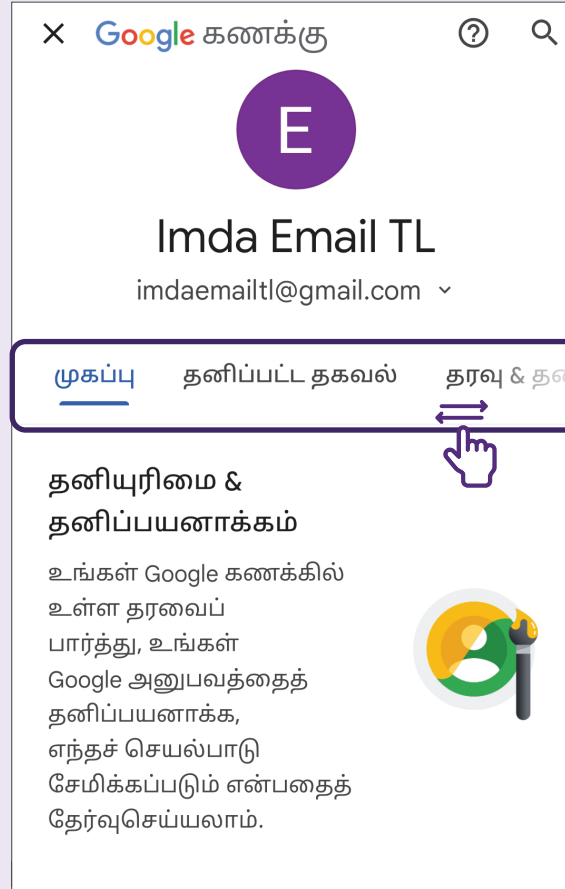 Google கணக்கு
E
Imda Email TL
imdaemailtl@gmail.com
முகப்பு தனிப்பட்ட தகவல் தரவு &
தனியுரிமை &
தனிப்பயனாக்கம்
உங்கள் Google கணக்கில்
உள்ள தரவைப்
பார்த்து, உங்கள்
Google அனுபவத்தைத்
தனிப்பயனாக்க,
எந்தச் செயல்பாடு
சேமிக்கப்படும் என்பதைத்
தேர்வுசெய்யலாம்.